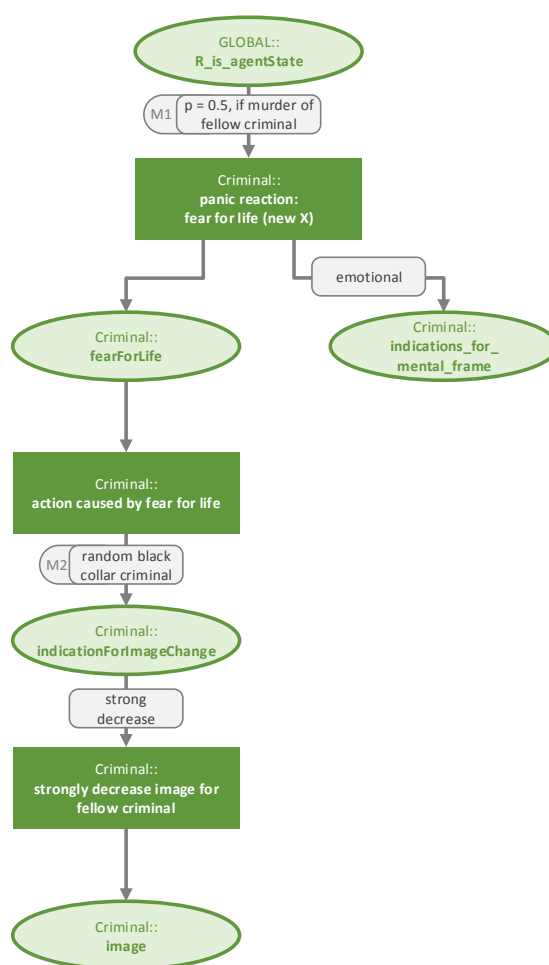 GLOBAL::
R_is_agentState
M1
p = 0.5, if murder of
fellow criminal
Criminal::
panic reaction:
fear for life (new X)
emotional
Criminal::
fearForLife
Criminal::
indications_for_
mental_frame
Criminal::
action caused by fear for life
M2
random black
collar criminal
Criminal::
indicationForImageChange
strong
decrease
Criminal::
strongly decrease image for
fellow criminal
Criminal::
image